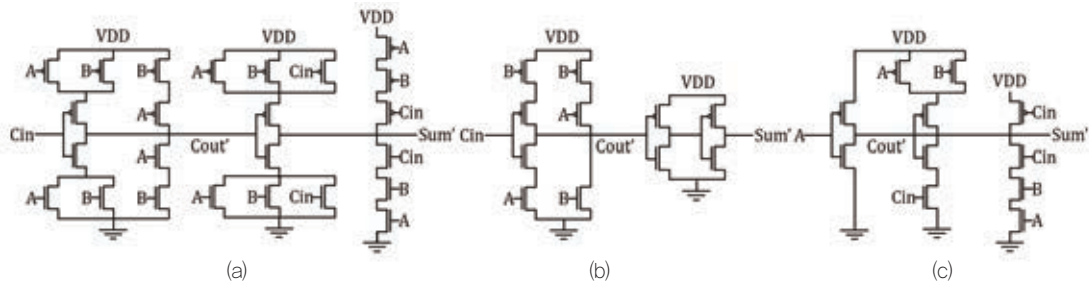 VDD
VDD VDD A
A B B A B Cin B
Cin
Cin Cout' Sum'
A
A Cin
A B B A B Cin B
A
(a)
VDD
B B
VDD
A
Cin Cout' Sum'
A B
(b)
VDD
A B VDD
Cin
A Cout' Sum'
Cin
Cin B
A
(c)